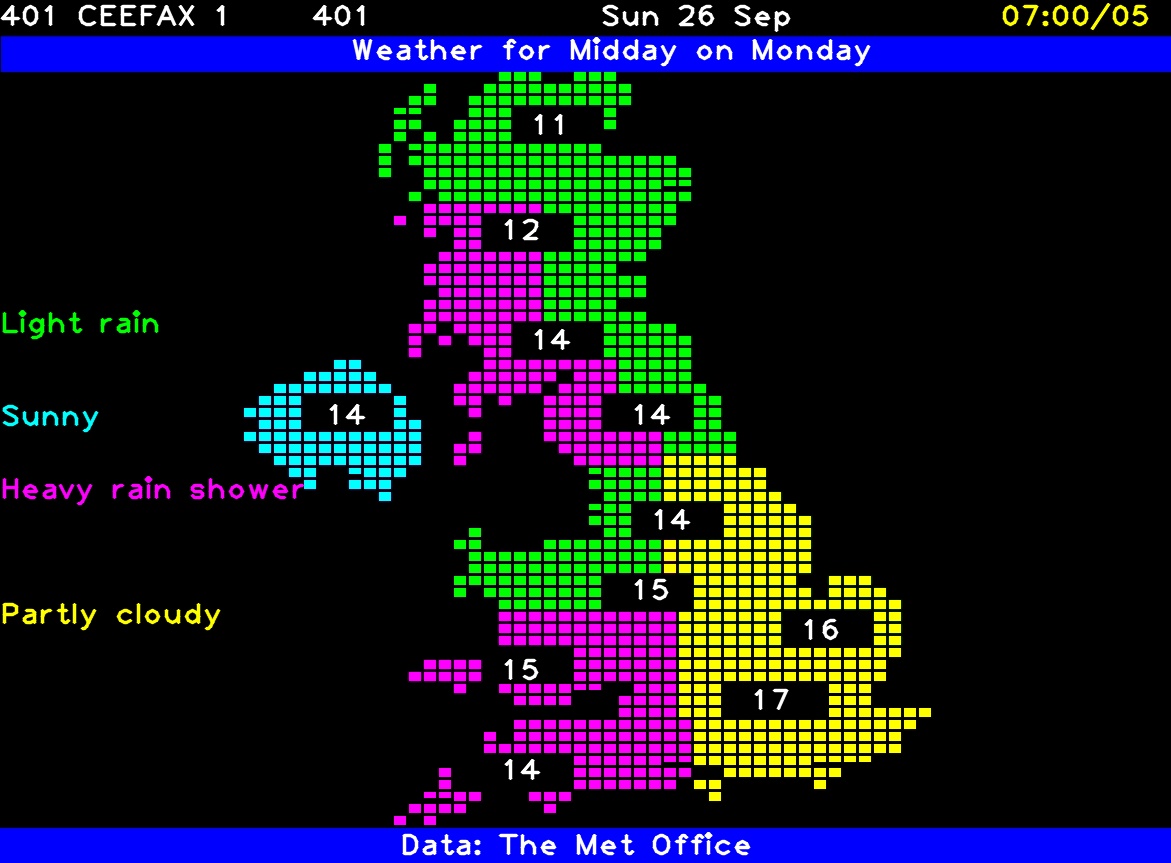 401 CEEFAX 1 401 Sun 26 Sep 07:00/05
Weather for Midday on Monday
11
12
Light rain
14
Sunny
14
14
Heavy rain shower
14
15
Partly cloudy
16
15
17
14
Data: The Met Office